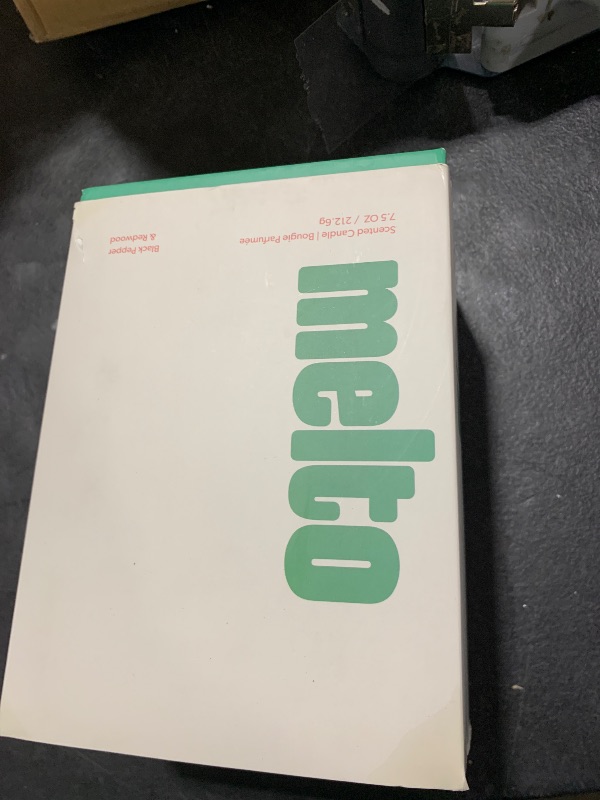 melto
Scented Candle | Bougie Parfumée
7.5 OZ / 212.6g
Black Pepper
& Redwood